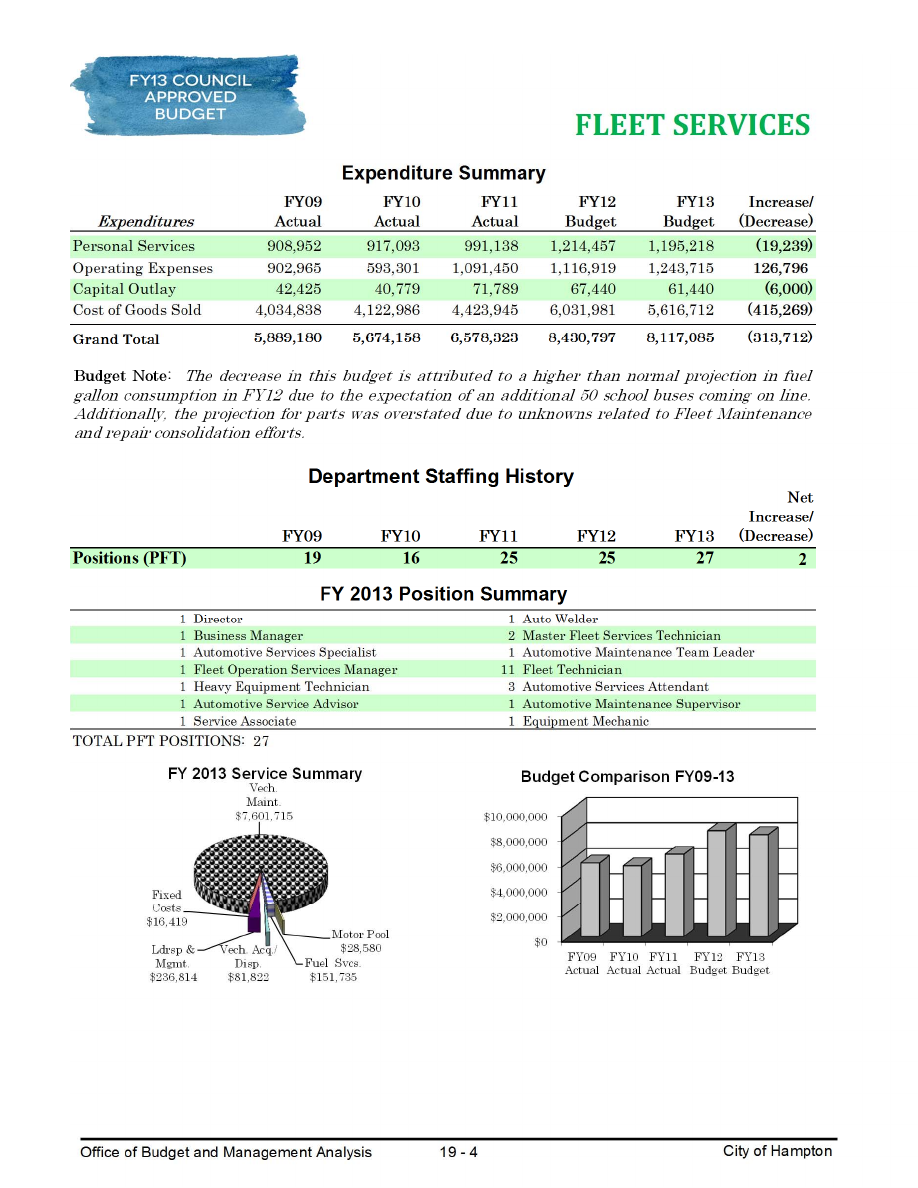 FY13 COUNCIL
APPROVED
BUDGET
FLEET SERVICES
Expenditure Summary
FY09 FY10 FY11 FY12 FY13 Increase/
Expenditures Actual Actual Actual Budget Budget (Decrease)
Personal Services 908,952 917,093 991,138 1,214,457 1,195,218 (19,239)
Operating Expenses 902,965 593,301 1,091,450 1,116,919 1,243,715 126,796
Capital Outlay 42,425 40,779 71,789 67,440 61,440 (6,000)
Cost of Goods Sold 4,034,838 4,122,986 4,423,945 6,031,981 5,616,712 (415,269)
Grand Total 5,889,180 5,674,158 6,578,323 8,430,797 8,117,085 (313,712)
Budget Note: The decrease in this budget is attributed to a higher than normal projection in fuel
gallon consumption in FY12 due to the expectation of an additional 50 school buses coming on line.
Additionally, the projection for parts was overstated due to unknowns related to Fleet Maintenance
and repair consolidation efforts.
Department Staffing History
Net
Increase/
FY09 FY10 FY11 FY12 FY13 (Decrease)
Positions (PFT) 19 16 25 25 27 2
FY 2013 Position Summary
1 Director 1 Auto Welder
1 Business Manager 2 Master Fleet Services Technician
1 Automotive Services Specialist 1 Automotive Maintenance Team Leader
1 Fleet Operation Services Manager 11 Fleet Technician
1 Heavy Equipment Technician 3 Automotive Services Attendant
1 Automotive Service Advisor 1 Automotive Maintenance Supervisor
1 Service Associate 1 Equipment Mechanic
TOTAL PFT POSITIONS: 27
FY 2013 Service Summary
Vech.
Maint.
$7,601,715
Fixed
Costs
$16,419
Ldrsp &
Mgmt.
$236,814
Vech. Acq./
Disp.
$81,822
Fuel Svcs.
$151,735
Motor Pool
$28,580
Budget Comparison FY09-13
$10,000,000
$8,000,000
$6,000,000
$4,000,000
$2,000,000
$0
FY09 FY10 FY11 FY12 FY13
Actual Actual Actual Budget Budget
Office of Budget and Management Analysis 19 - 4 City of Hampton